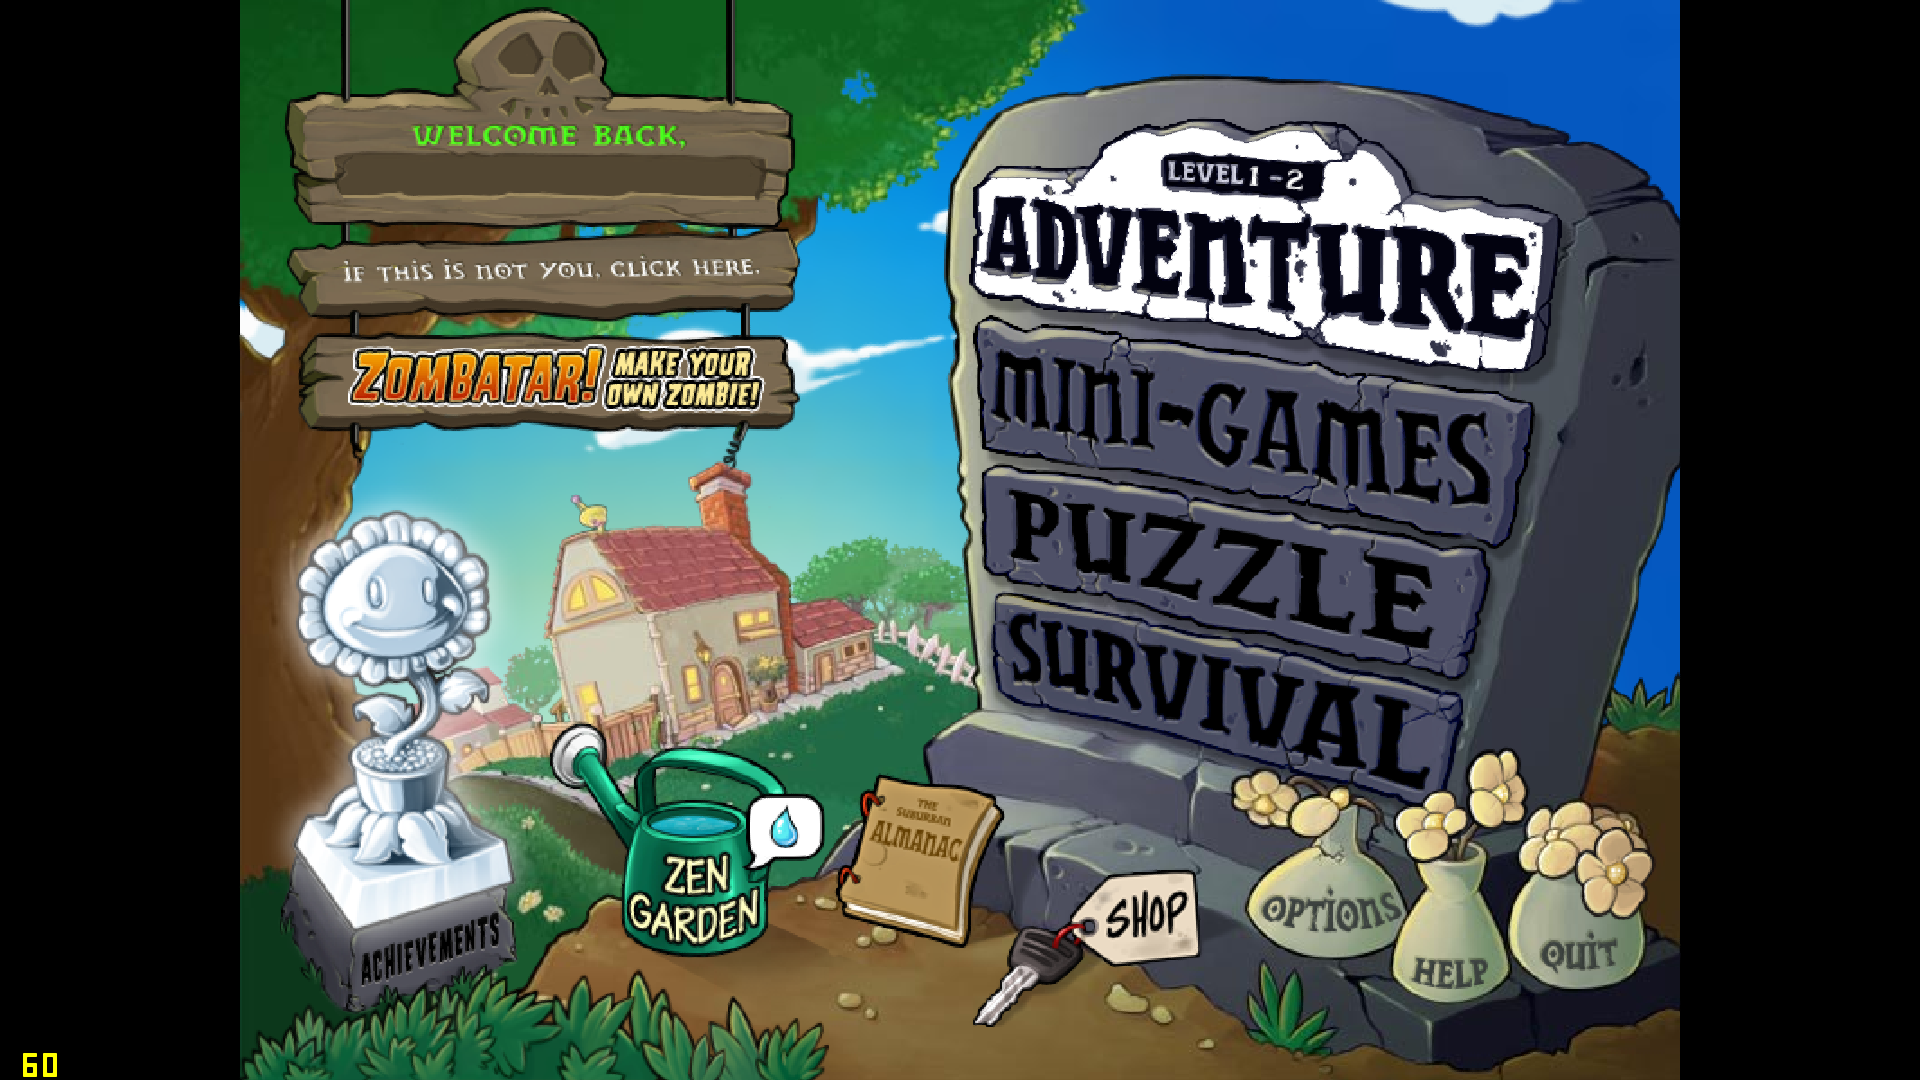 WELCOME BACK,
IF THIS IS NOT YOU, CLICK HERE.
ZOMBATAR! MAKE YOUR
OWN ZOMBIE!
LEVEL 1 - 2
ADVENTURE
MINI-GAMES
PUZZLE
SURVIVAL
ACHIEVEMENTS
ZEN
GARDEN
THE
SUBURBAN
ALMANAC
SHOP
OPTIONS
HELP
QUIT
60